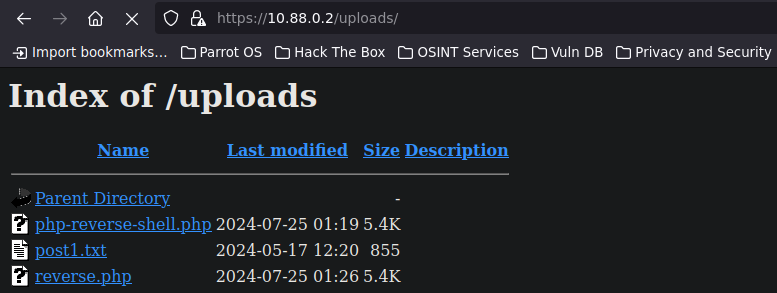 https://10.88.0.2/uploads/
Import bookmarks... Parrot OS Hack The Box OSINT Services Vuln DB Privacy and Security
Index of /uploads
Name Last modified Size Description
Parent Directory -
php-reverse-shell.php 2024-07-25 01:19 5.4K
post1.txt 2024-05-17 12:20 855
reverse.php 2024-07-25 01:26 5.4K